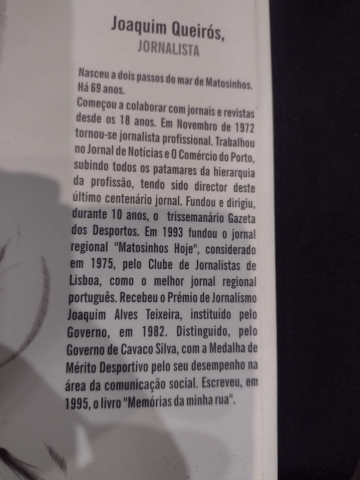 Joaquim Queirós,
JORNALISTA
Nasceu a dois passos do mar de Matosinhos.
Há 69 anos.
Começou a colaborar com jornais e revistas
desde os 18 anos. Em Novembro de 1972
tornou-se jornalista profissional. Trabalhou
no Jornal de Notícias e O Comércio do Porto,
subindo todos os patamares da hierarquia
da profissão, tendo sido director deste
último centenário jornal. Fundou e dirigiu,
durante 10 anos, o trissemanário Gazeta
dos Desportos. Em 1993 fundou o jornal
regional "Matosinhos Hoje", considerado
em 1975, pelo Clube de Jornalistas de
Lisboa, como o melhor jornal regional
português. Recebeu o Prémio de Jornalismo
Joaquim Alves Teixeira, instituído pelo
Governo, em 1982. Distinguido, pelo
Governo de Cavaco Silva, com a Medalha de
Mérito Desportivo pelo seu desempenho na
área da comunicação social. Escreveu, em
1995, o livro "Memórias da minha rua".